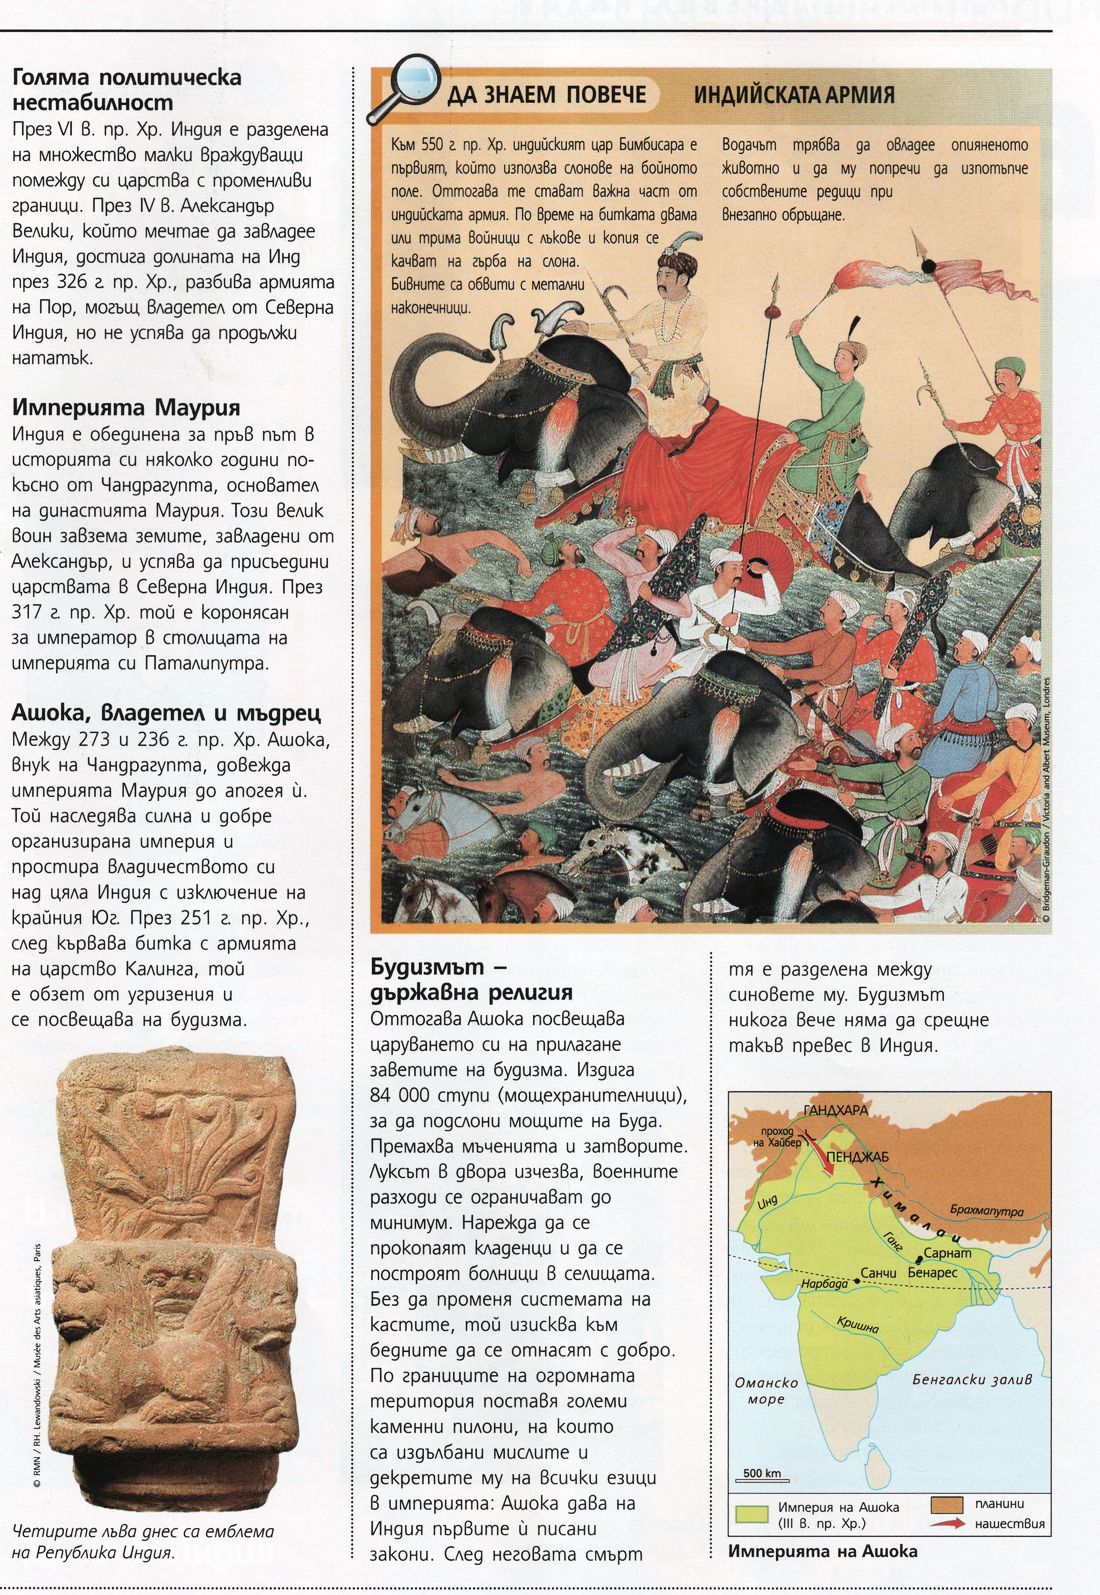 Голяма политическа
нестабилност
През VI в. пр. Хр. Индия е разделена
на множество малки враждуващи
помежду си царства с променливи
граници. През IV в. Александър
Велики, който мечтае да завладее
Индия, достига долината на Инд
през 326 г. пр. Хр., разбива армията
на Пор, могъщ владетел от Северна
Индия, но не успява да продължи
нататък.
Империята Маурия
Индия е обединена за пръв път в
историята си няколко години по-
късно от Чандрагупта, основател
на династията Маурия. Този велик
воин завзема земите, завладени от
Александър, и успява да присъедини
царствата в Северна Индия. През
317 г. пр. Хр. той е коронясан
за император в столицата на
империята си Паталипутра.
Ашока, владетел и мъдрец
Между 273 и 236 г. пр. Хр. Ашока,
внук на Чандрагупта, довежда
империята Маурия до апогея ѝ.
Той наследява силна и добре
организирана империя и
простира владичеството си
над цяла Индия с изключение на
крайния Юг. През 251 г. пр. Хр.,
след кървава битка с армията
на царство Калинга, той
е обзет от угризения и
се посвещава на будизма.
© RMN / RH. Lewandowski / Musée des Arts asiatiques, Paris
Четирите лъва днес са емблема
на Република Индия.
ДА ЗНАЕМ ПОВЕЧЕ
ИНДИЙСКАТА АРМИЯ
Към 550 г. пр. Хр. индийският цар Бимбисара е
първият, който използва слонове на бойното
поле. Оттогава те стават важна част от
индийската армия. По време на битката двама
или трима войници с лъкове и копия се
качват на гърба на слона.
Бивните са обвити с метални
наконечници.
Водачът трябва да овладее опияненото
животно и да му попречи да изпотъпче
собствените редици при
внезапно обръщане.
© Bridgeman-Giraudon / Victoria and Albert Museum, Londres
Будизмът –
държавна религия
Оттогава Ашока посвещава
царуването си на прилагане
заветите на будизма. Издига
84 000 ступи (мощехранителници),
за да подслони мощите на Буда.
Премахва мъченията и затворите.
Луксът в двора изчезва, военните
разходи се ограничават до
минимум. Нарежда да се
прокопаят кладенци и да се
построят болници в селищата.
Без да променя системата на
кастите, той изисква към
бедните да се отнасят с добро.
По границите на огромната
територия поставя големи
каменни пилони, на които
са издълбани мислите и
декретите му на всички езици
в империята: Ашока дава на
Индия първите ѝ писани
закони. След неговата смърт
тя е разделена между
синовете му. Будизмът
никога вече няма да срещне
такъв превес в Индия.
ГАНДХАРА
проход
на Хайбер
ПЕНДЖАБ
Хималаи
Инд
Брахмапутра
Ганг
Сарнат
Санчи
Бенарес
Нарбада
Кришна
Оманско
море
Бенгалски залив
500 km
Империя на Ашока
(III в. пр. Хр.)
планини
нашествия
Империята на Ашока